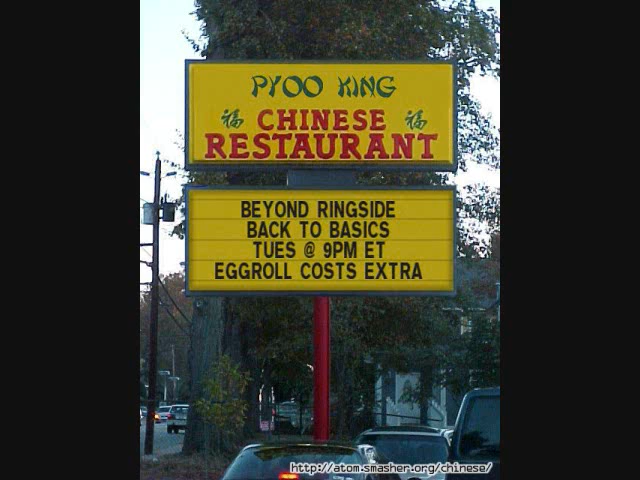 PYOO KING
福 CHINESE 福
RESTAURANT
BEYOND RINGSIDE
BACK TO BASICS
TUES @ 9PM ET
EGGROLL COSTS EXTRA
http://atom.smasher.org/chinese/